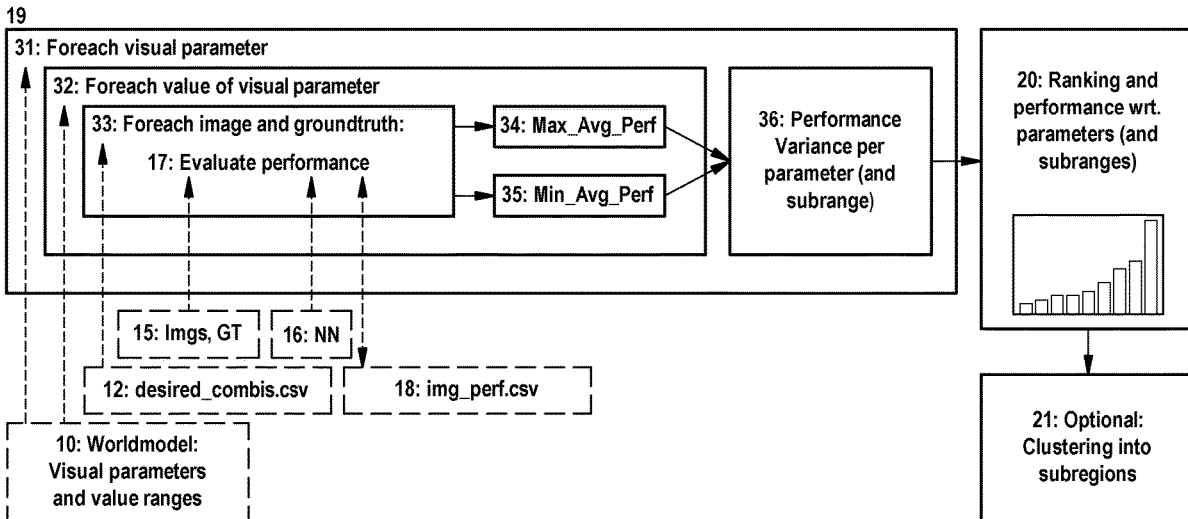 19
31: Foreach visual parameter
32: Foreach value of visual parameter
33: Foreach image and groundtruth:
17: Evaluate performance
34: Max_Avg_Perf
35: Min_Avg_Perf
36: Performance
Variance per
parameter (and
subrange)
20: Ranking and
performance wrt.
parameters (and
subranges)
15: Imgs, GT
16: NN
12: desired_combis.csv
18: img_perf.csv
10: Worldmodel:
Visual parameters
and value ranges
21: Optional:
Clustering into
subregions